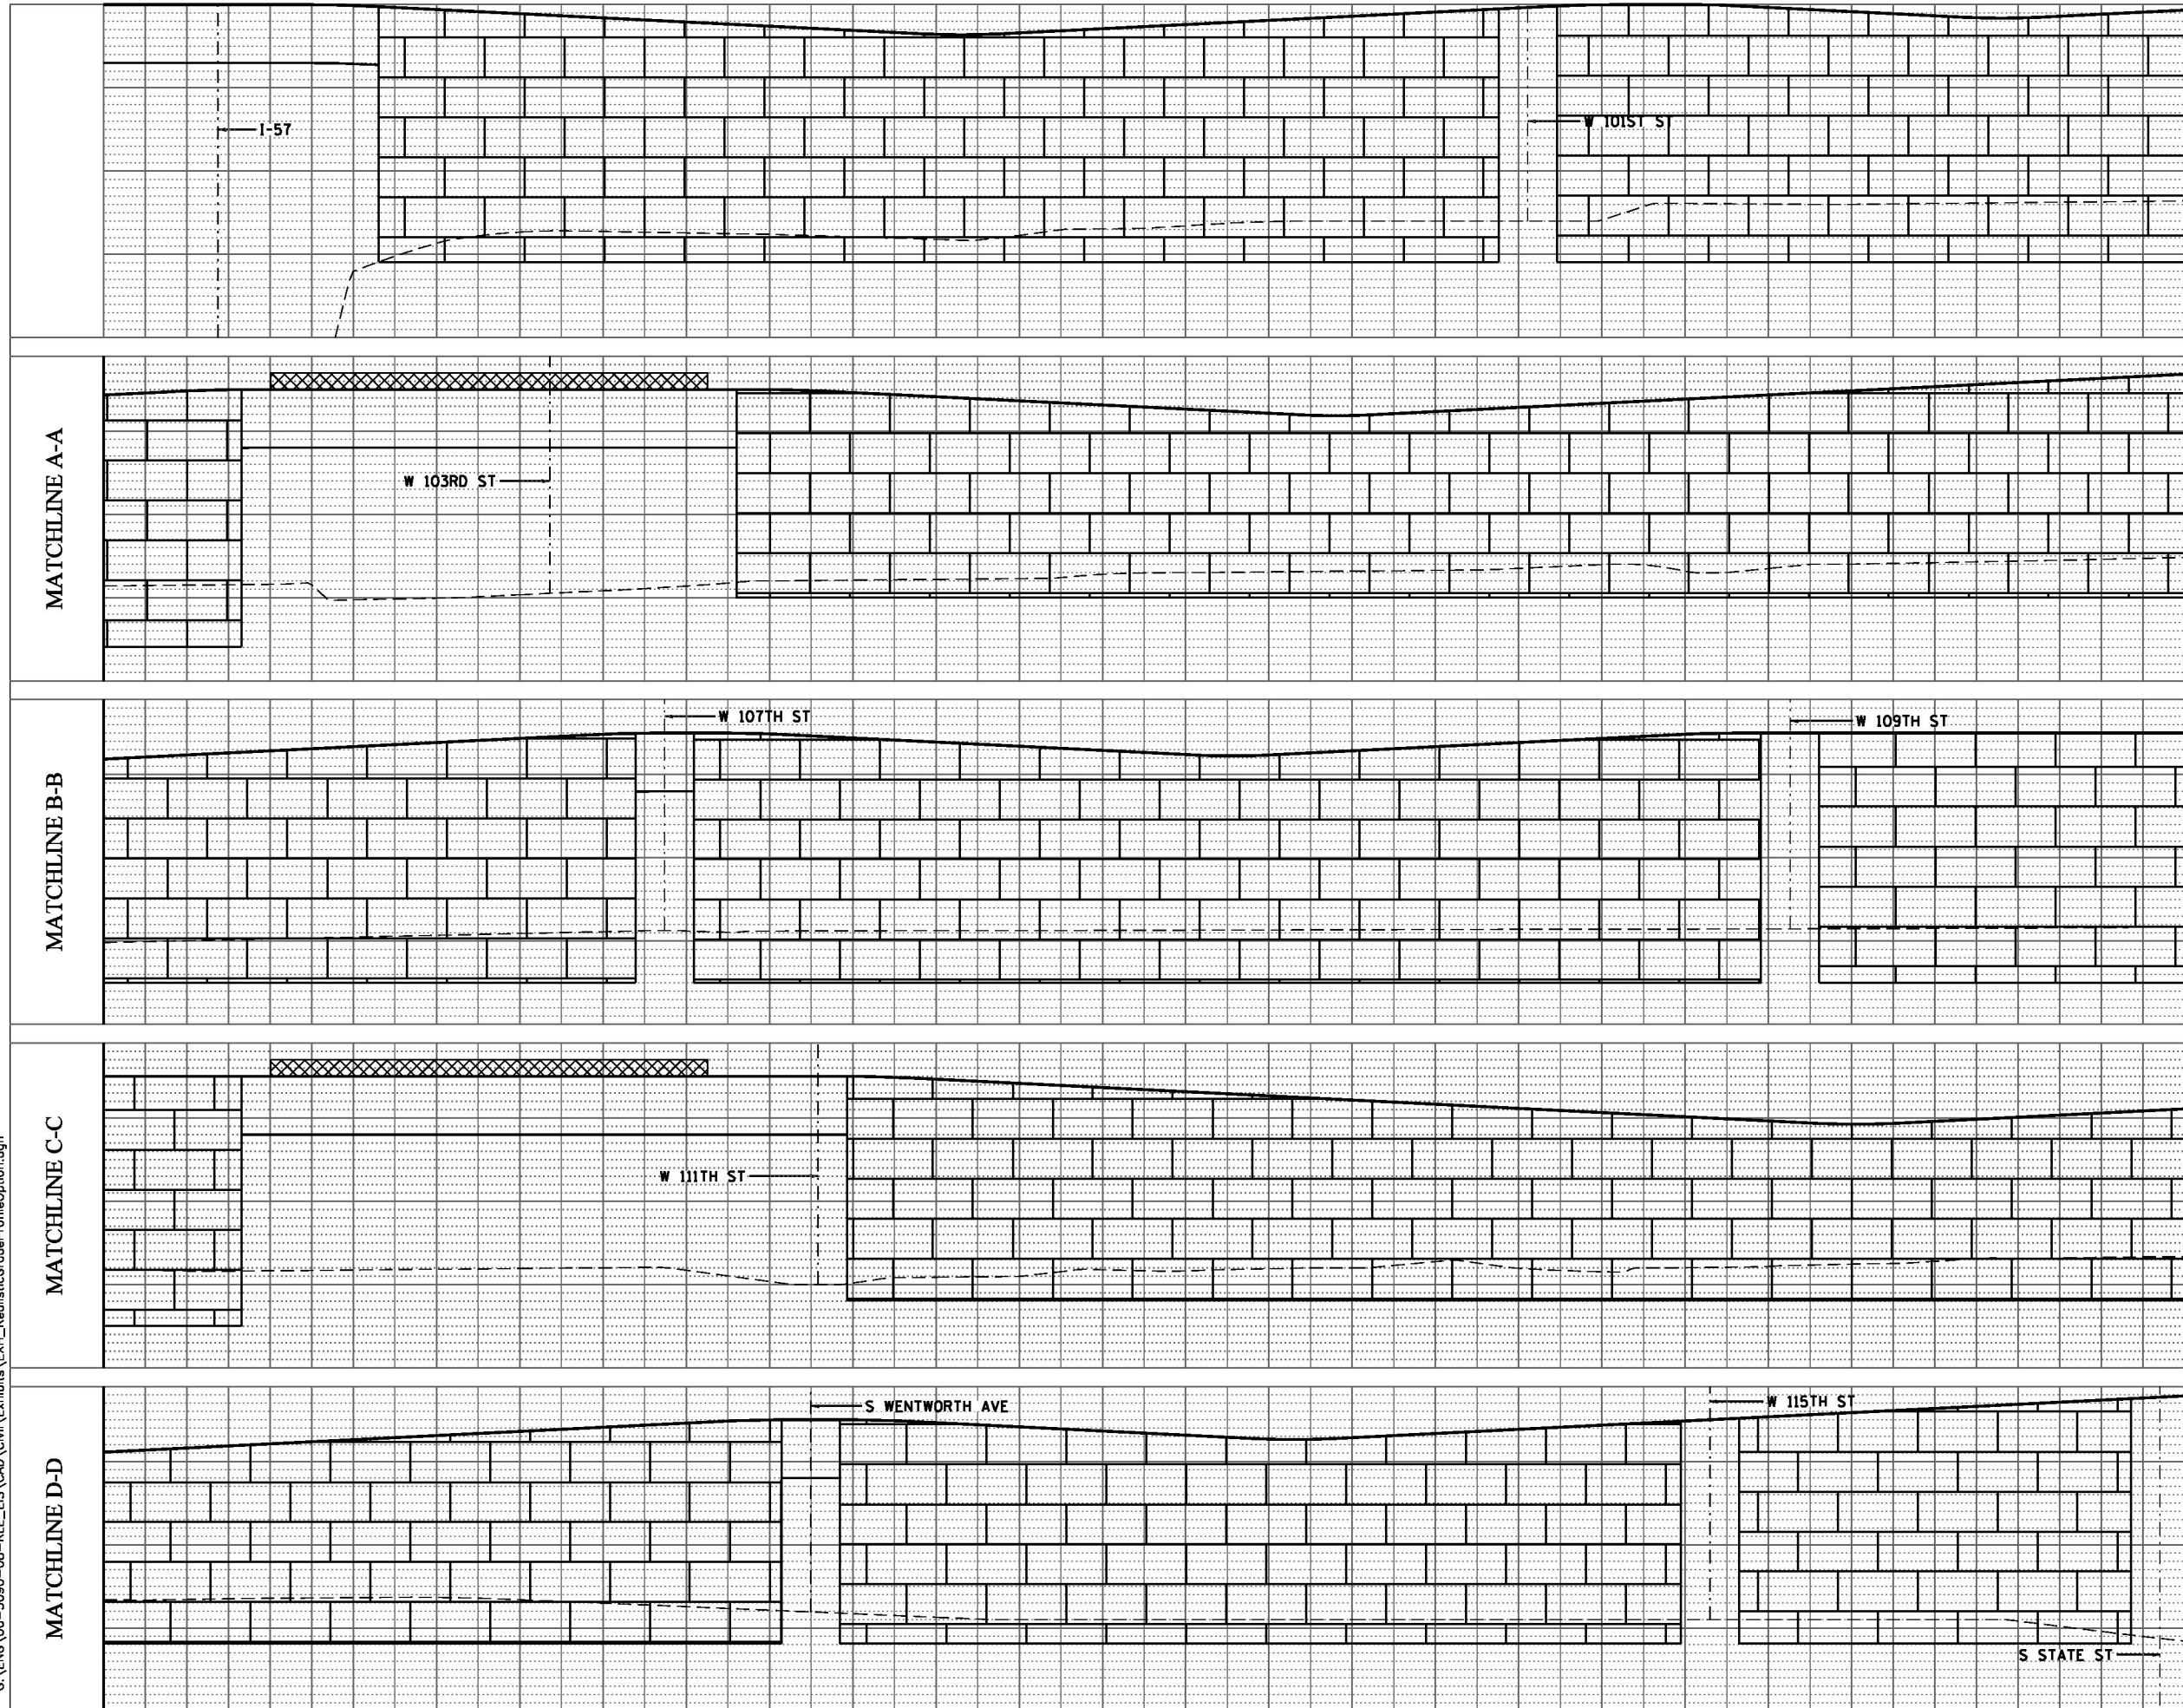 I-57
W 101ST ST
MATCHLINE A-A
W 103RD ST
MATCHLINE B-B
W 107TH ST
W 109TH ST
MATCHLINE C-C
W 111TH ST
MATCHLINE D-D
S WENTWORTH AVE
W 115TH ST
S STATE ST